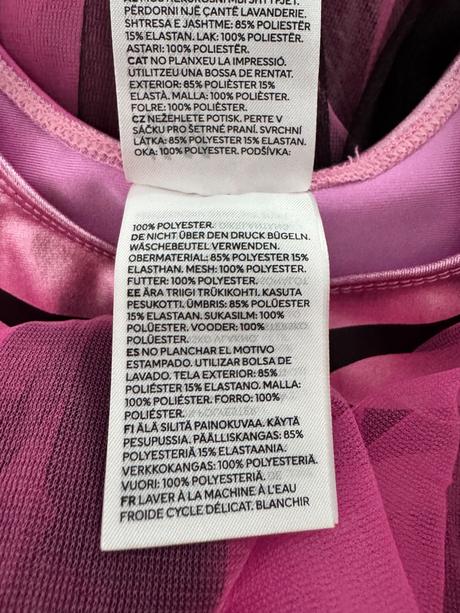 PËRDORNI NJË ÇANTË LAVANDERIE.
SHTRESA E JASHTME: 85% POLIESTËR
15% ELASTAN. LAK: 100% POLIESTËR.
ASTARI: 100% POLIESTËR.
CAT NO PLANXEU LA IMPRESSIÓ.
UTILITZEU UNA BOSSA DE RENTAT.
EXTERIOR: 85% POLIÈSTER 15%
ELASTÀ. MALLA: 100% POLIÈSTER.
FOLRE: 100% POLIÈSTER.
CZ NEŽEHLETE POTISK. PERTE V
SÁČKU PRO ŠETRNÉ PRANÍ. SVRCHNÍ
LÁTKA: 85% POLYESTER 15% ELASTAN.
OKA: 100% POLYESTER. PODŠÍVKA:
100% POLYESTER.
DE NICHT ÜBER DEN DRUCK BÜGELN.
WÄSCHEBEUTEL VERWENDEN.
OBERMATERIAL: 85% POLYESTER 15%
ELASTHAN. MESH: 100% POLYESTER.
FUTTER: 100% POLYESTER.
EE ÄRA TRIIGI TRÜKIKOHTI. KASUTA
PESUKOTTI. ÜMBRIS: 85% POLÜESTER
15% ELASTAAN. SUKASILM: 100%
POLÜESTER. VOODER: 100%
POLÜESTER.
ES NO PLANCHAR EL MOTIVO
ESTAMPADO. UTILIZAR BOLSA DE
LAVADO. TELA EXTERIOR: 85%
POLIÉSTER 15% ELASTANO. MALLA:
100% POLIÉSTER. FORRO: 100%
POLIÉSTER.
FI ÄLÄ SILITÄ PAINOKUVAA. KÄYTÄ
PESUPUSSIA. PÄÄLLISKANGAS: 85%
POLYESTERIÄ 15% ELASTAANIA.
VERKKOKANGAS: 100% POLYESTERIÄ.
VUORI: 100% POLYESTERIÄ.
FR LAVER À LA MACHINE À L'EAU
FROIDE CYCLE DÉLICAT. BLANCHIR